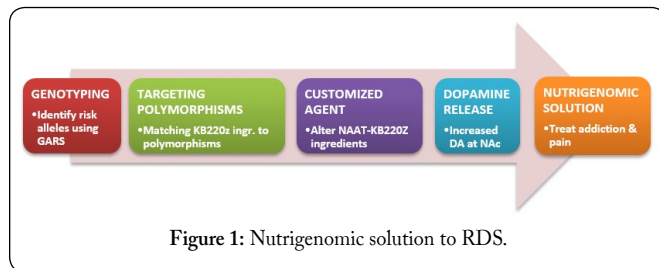 GENOTYPING
•Identify risk
alleles using
GARS
TARGETING
POLYMORPHISMS
•Matching KB220z ingr. to
polymorphisms
CUSTOMIZED
AGENT
•Alter NAAT-KB220Z
ingredients
DOPAMINE
RELEASE
•Increased
DA at NAc
NUTRIGENOMIC
SOLUTION
•Treat addiction &
pain
Figure 1: Nutrigenomic solution to RDS.